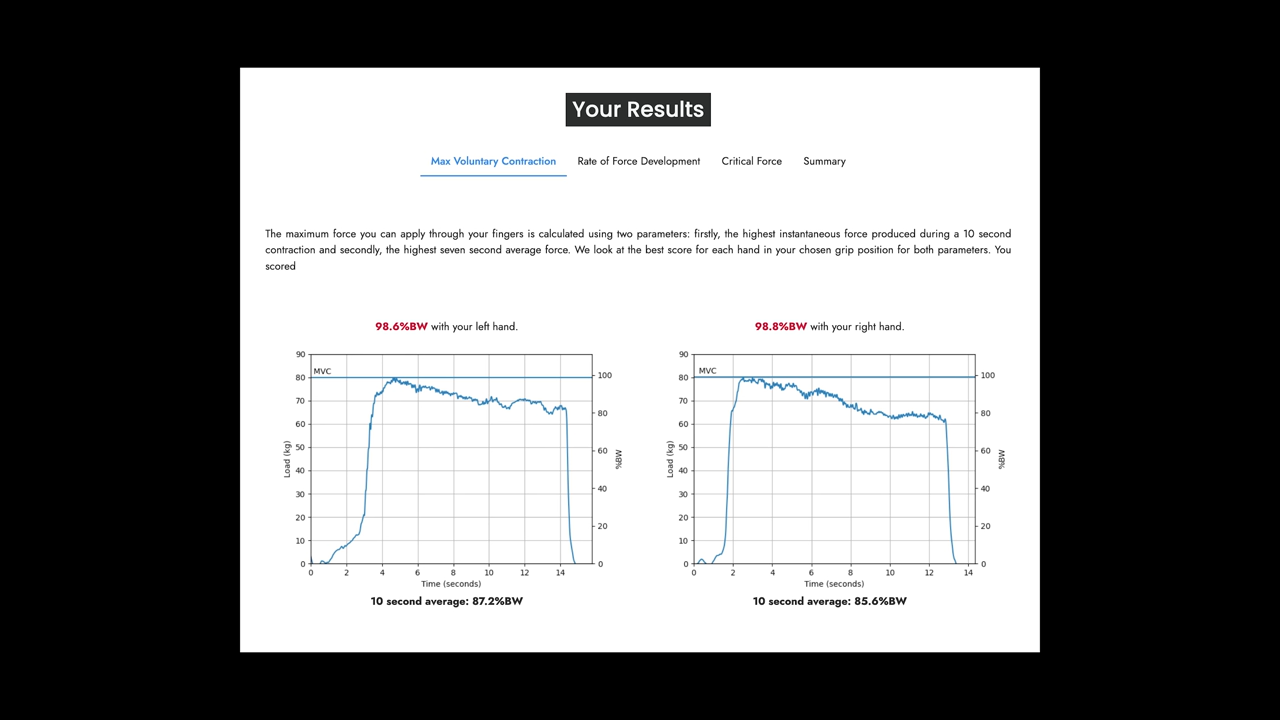 Your Results
Max Voluntary Contraction Rate of Force Development Critical Force Summary
The maximum force you can apply through your fingers is calculated using two parameters: firstly, the highest instantaneous force produced during a 10 second
contraction and secondly, the highest seven second average force. We look at the best score for each hand in your chosen grip position for both parameters. You
scored
98.6%BW with your left hand.
90
80
70
60
50
40
30
20
10
0
MVC
Load (kg)
100
80
60
40
20
0
%BW
0 2 4 6 8 10 12 14
Time (seconds)
10 second average: 87.2%BW
98.8%BW with your right hand.
90
80
70
60
50
40
30
20
10
0
MVC
Load (kg)
100
80
60
40
20
0
%BW
0 2 4 6 8 10 12 14
Time (seconds)
10 second average: 85.6%BW